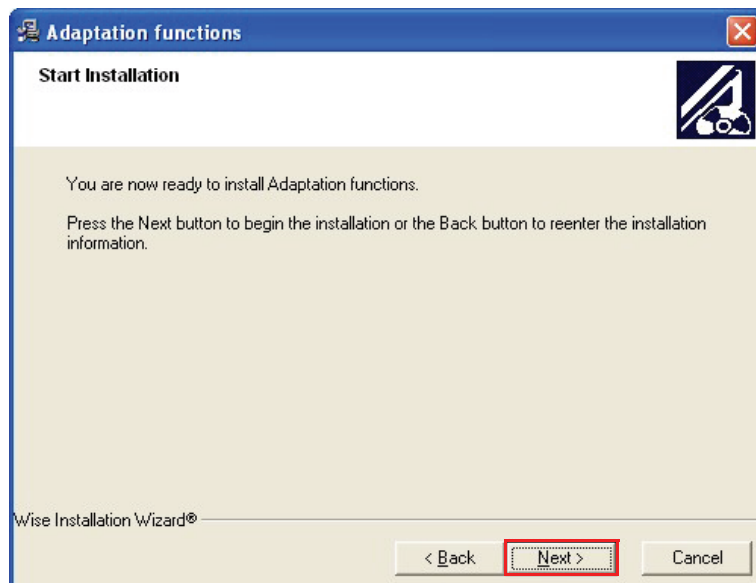 Adaptation functions
Start Installation
You are now ready to install Adaptation functions.
Press the Next button to begin the installation or the Back button to reenter the installation
information.
Wise Installation Wizard®
< Back
Next >
Cancel